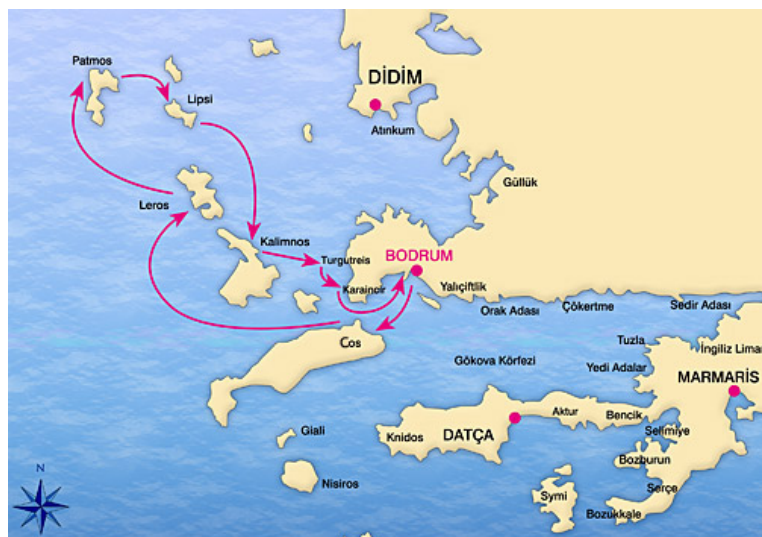 Patmos
DİDİM
Lipsi
Atınkum
Güllük
Leros
Kalimnos
Turgutreis
BODRUM
Karaincir
Yalıçiftlik
Orak Adası
Çökertme
Sedir Adası
Cos
Tuzla
İngiliz Liman
Gökova Körfezi
Yedi Adalar
MARMARİS
Giali
Knidos
DATÇA
Aktur
Bencik
Selimiye
Bozburun
Nisiros
Symi
Serçe
Bozukkale
N